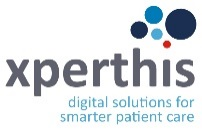 xperthis
digital solutions for
smarter patient care